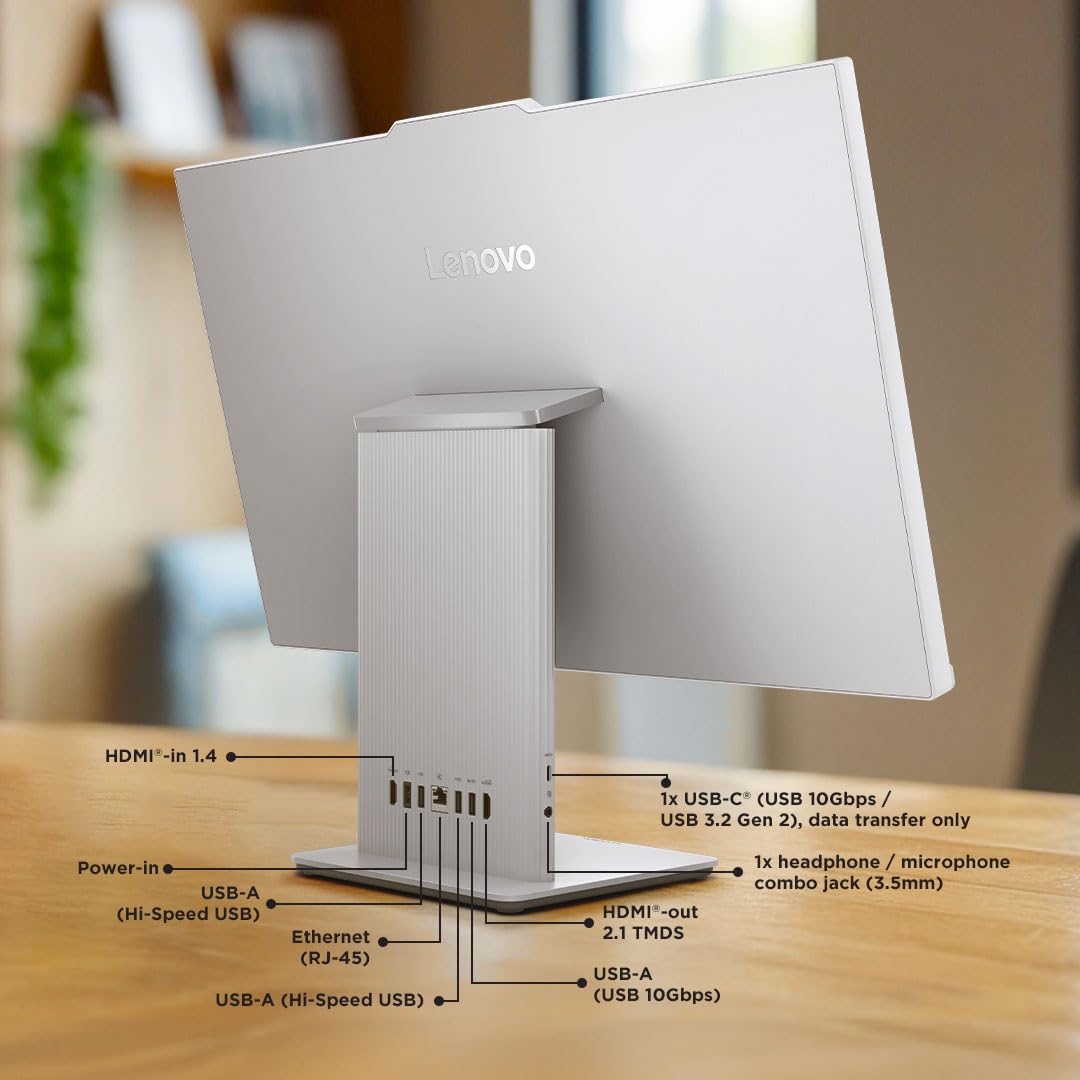 Lenovo
HDMI®-in 1.4
1x USB-C® (USB 10Gbps /
USB 3.2 Gen 2), data transfer only
Power-in
1x headphone / microphone
combo jack (3.5mm)
USB-A
(Hi-Speed USB)
HDMI®-out
2.1 TMDS
Ethernet
(RJ-45)
USB-A
(USB 10Gbps)
USB-A (Hi-Speed USB)